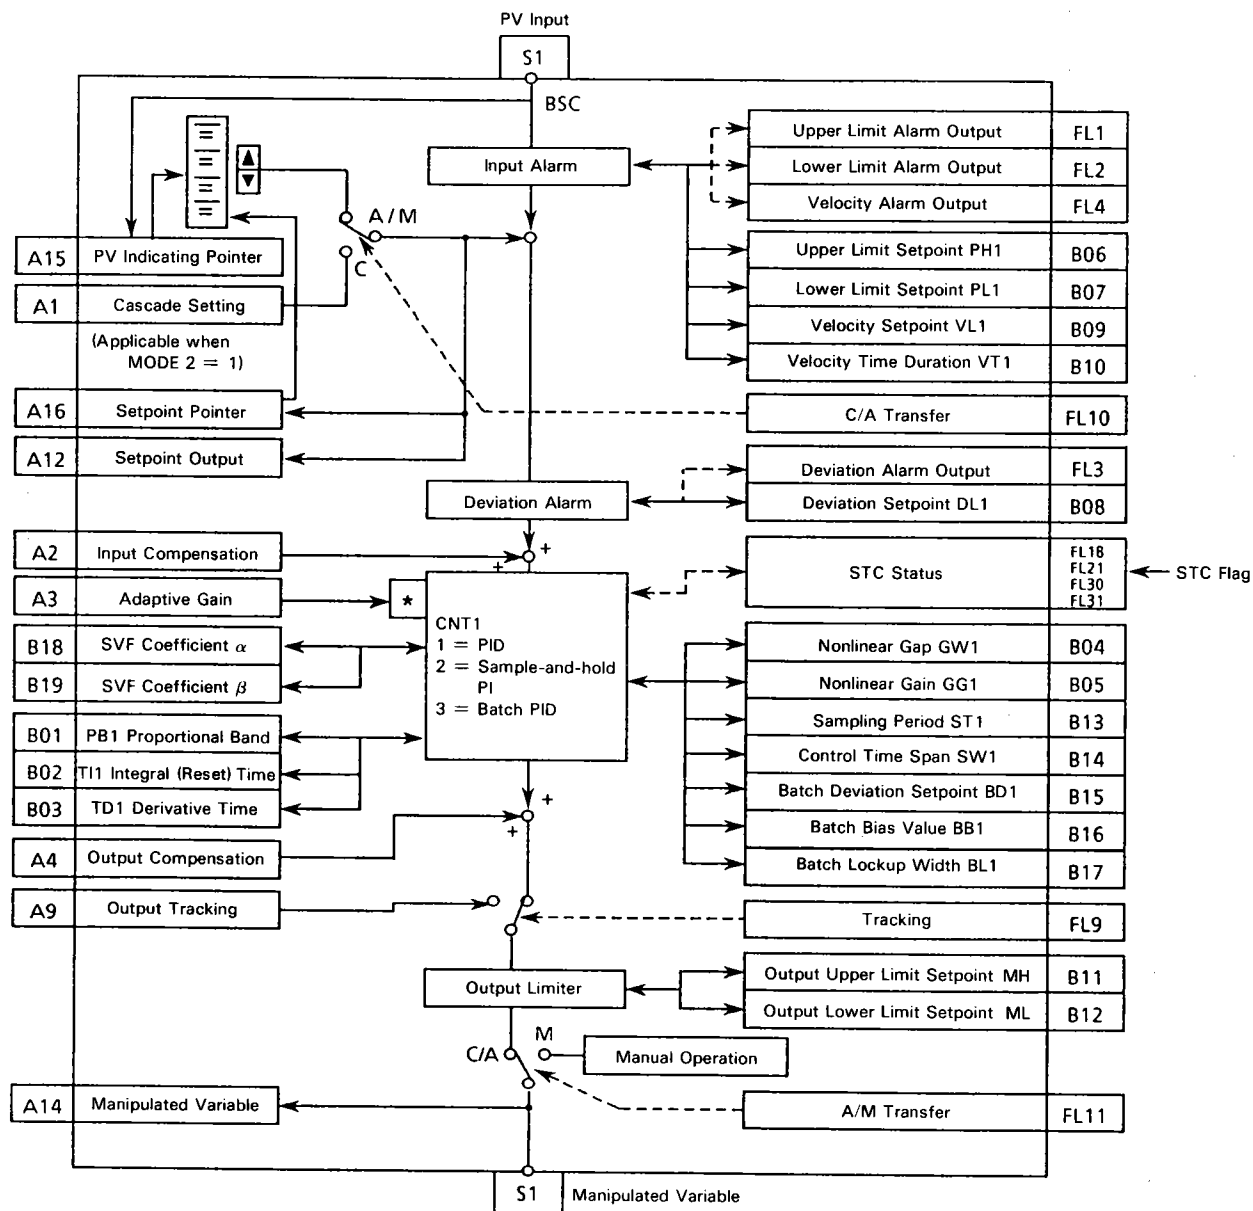 PV Input
S1
BSC
Input Alarm
Upper Limit Alarm Output FL1
Lower Limit Alarm Output FL2
Velocity Alarm Output FL4
A/M
C
A15 PV Indicating Pointer
A1 Cascade Setting
(Applicable when
MODE 2 = 1)
A16 Setpoint Pointer
A12 Setpoint Output
Upper Limit Setpoint PH1 B06
Lower Limit Setpoint PL1 B07
Velocity Setpoint VL1 B09
Velocity Time Duration VT1 B10
C/A Transfer FL10
Deviation Alarm
Deviation Alarm Output FL3
Deviation Setpoint DL1 B08
A2 Input Compensation
+
+
A3 Adaptive Gain
*
STC Status
FL18
FL21
FL30
FL31
STC Flag
B18 SVF Coefficient α
B19 SVF Coefficient β
B01 PB1 Proportional Band
B02 TI1 Integral (Reset) Time
B03 TD1 Derivative Time
CNT1
1 = PID
2 = Sample-and-hold
PI
3 = Batch PID
Nonlinear Gap GW1 B04
Nonlinear Gain GG1 B05
Sampling Period ST1 B13
Control Time Span SW1 B14
Batch Deviation Setpoint BD1 B15
Batch Bias Value BB1 B16
Batch Lockup Width BL1 B17
+
+
A4 Output Compensation
A9 Output Tracking
Tracking FL9
Output Limiter
Output Upper Limit Setpoint MH B11
Output Lower Limit Setpoint ML B12
C/A
M
Manual Operation
A14 Manipulated Variable
A/M Transfer FL11
S1
Manipulated Variable